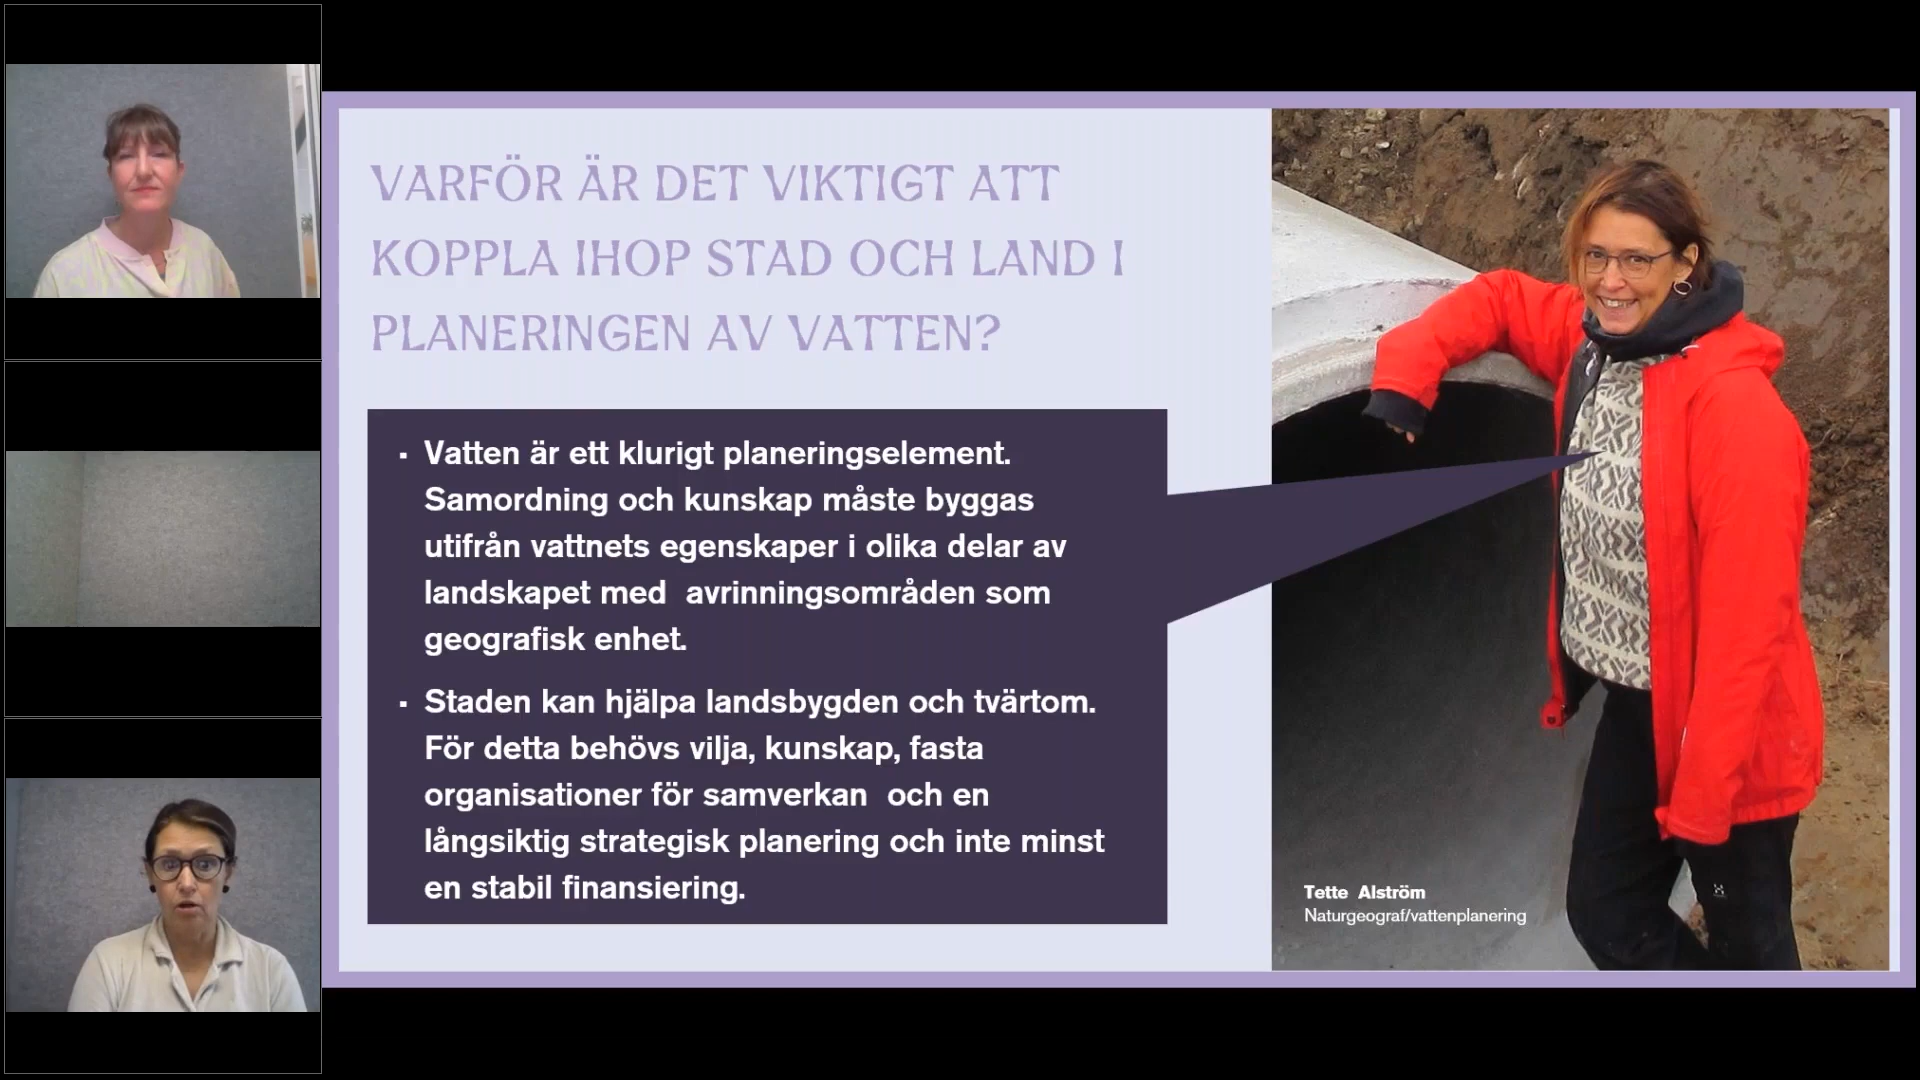 VARFÖR ÄR DET VIKTIGT ATT
KOPPLA IHOP STAD OCH LAND I
PLANERINGEN AV VATTEN?
▪ Vatten är ett klurigt planeringselement.
Samordning och kunskap måste byggas
utifrån vattnets egenskaper i olika delar av
landskapet med  avrinningsområden som
geografisk enhet.
▪ Staden kan hjälpa landsbygden och tvärtom.
För detta behövs vilja, kunskap, fasta
organisationer för samverkan  och en
långsiktig strategisk planering och inte minst
en stabil finansiering.
Tette  Alström
Naturgeograf/vattenplanering